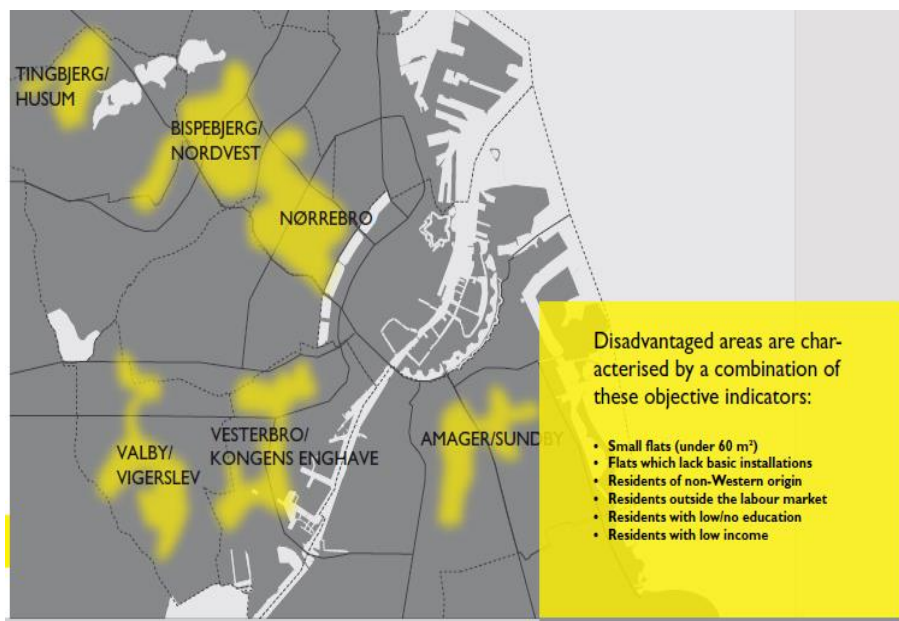 TINGBJERG/
HUSUM
BISPEBJERG/
NORDVEST
NØRREBRO
VALBY/
VIGERSLEV
VESTERBRO/
KONGENS ENGHAVE
AMAGER/SUNDBY
Disadvantaged areas are char-
acterised by a combination of
these objective indicators:
• Small flats (under 60 m²)
• Flats which lack basic installations
• Residents of non-Western origin
• Residents outside the labour market
• Residents with low/no education
• Residents with low income